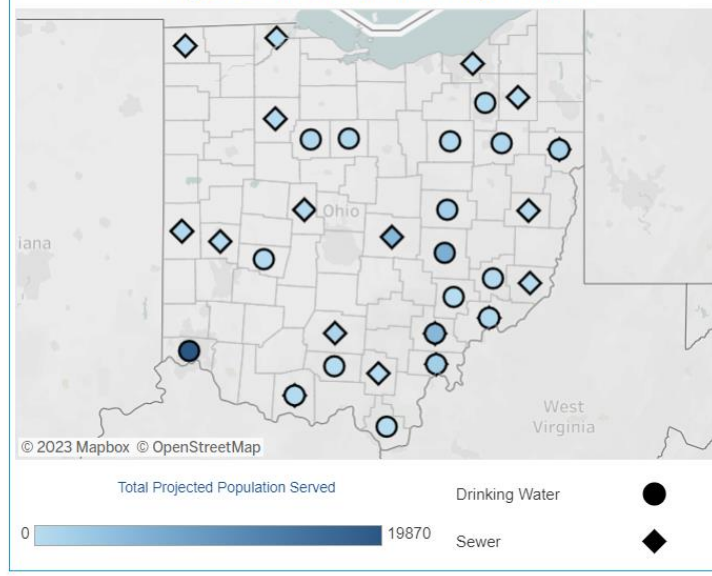 Ohio
iana
West
Virginia
© 2023 Mapbox © OpenStreetMap
Total Projected Population Served
0
19870
Drinking Water
Sewer